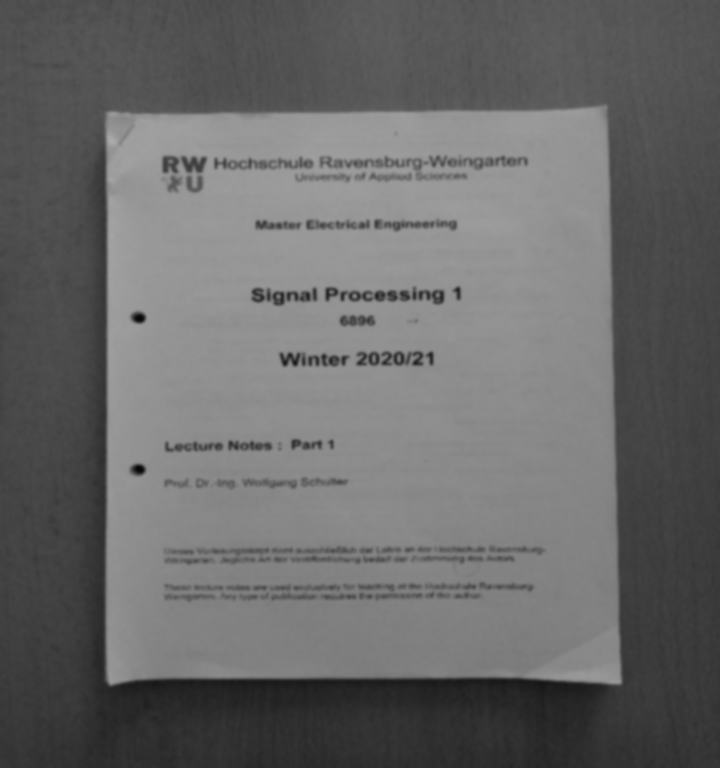 RW Hochschule Ravensburg-Weingarten
U University of Applied Sciences
Master Electrical Engineering
Signal Processing 1
6896
Winter 2020/21
Lecture Notes : Part 1
Prof. Dr.-Ing. Wolfgang
Dieses Vorlesungsskript dient ausschließlich der Lehre an der Hochschule Ravensburg-
Weingarten. Jegliche Art der Veröffentlichung bedarf der Zustimmung des Autors.
These lecture notes are used exclusively for teaching at the Hochschule Ravensburg-
Weingarten. Any type of publication requires the permission of the author.